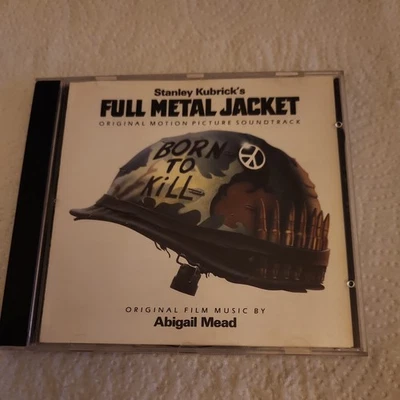 Stanley Kubrick's
FULL METAL JACKET
ORIGINAL MOTION PICTURE SOUNDTRACK
BORN
TO
KILL
ORIGINAL FILM MUSIC BY
Abigail Mead